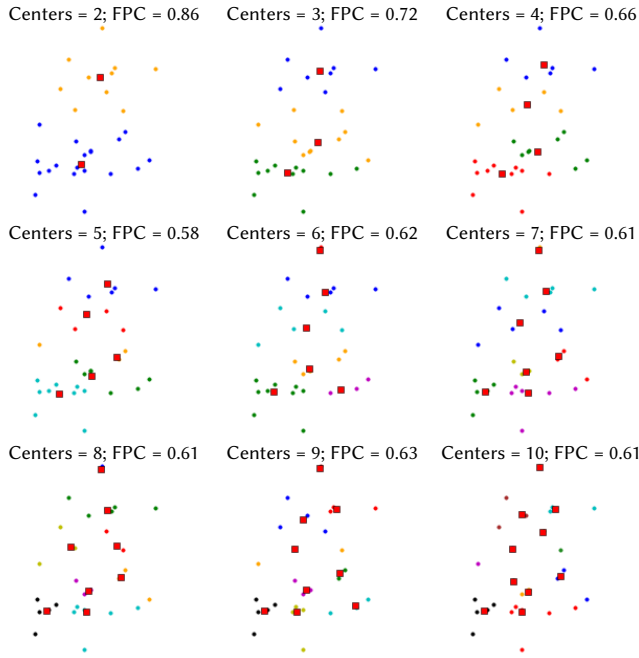 Centers = 2; FPC = 0.86
Centers = 3; FPC = 0.72
Centers = 4; FPC = 0.66
Centers = 5; FPC = 0.58
Centers = 6; FPC = 0.62
Centers = 7; FPC = 0.61
Centers = 8; FPC = 0.61
Centers = 9; FPC = 0.63
Centers = 10; FPC = 0.61